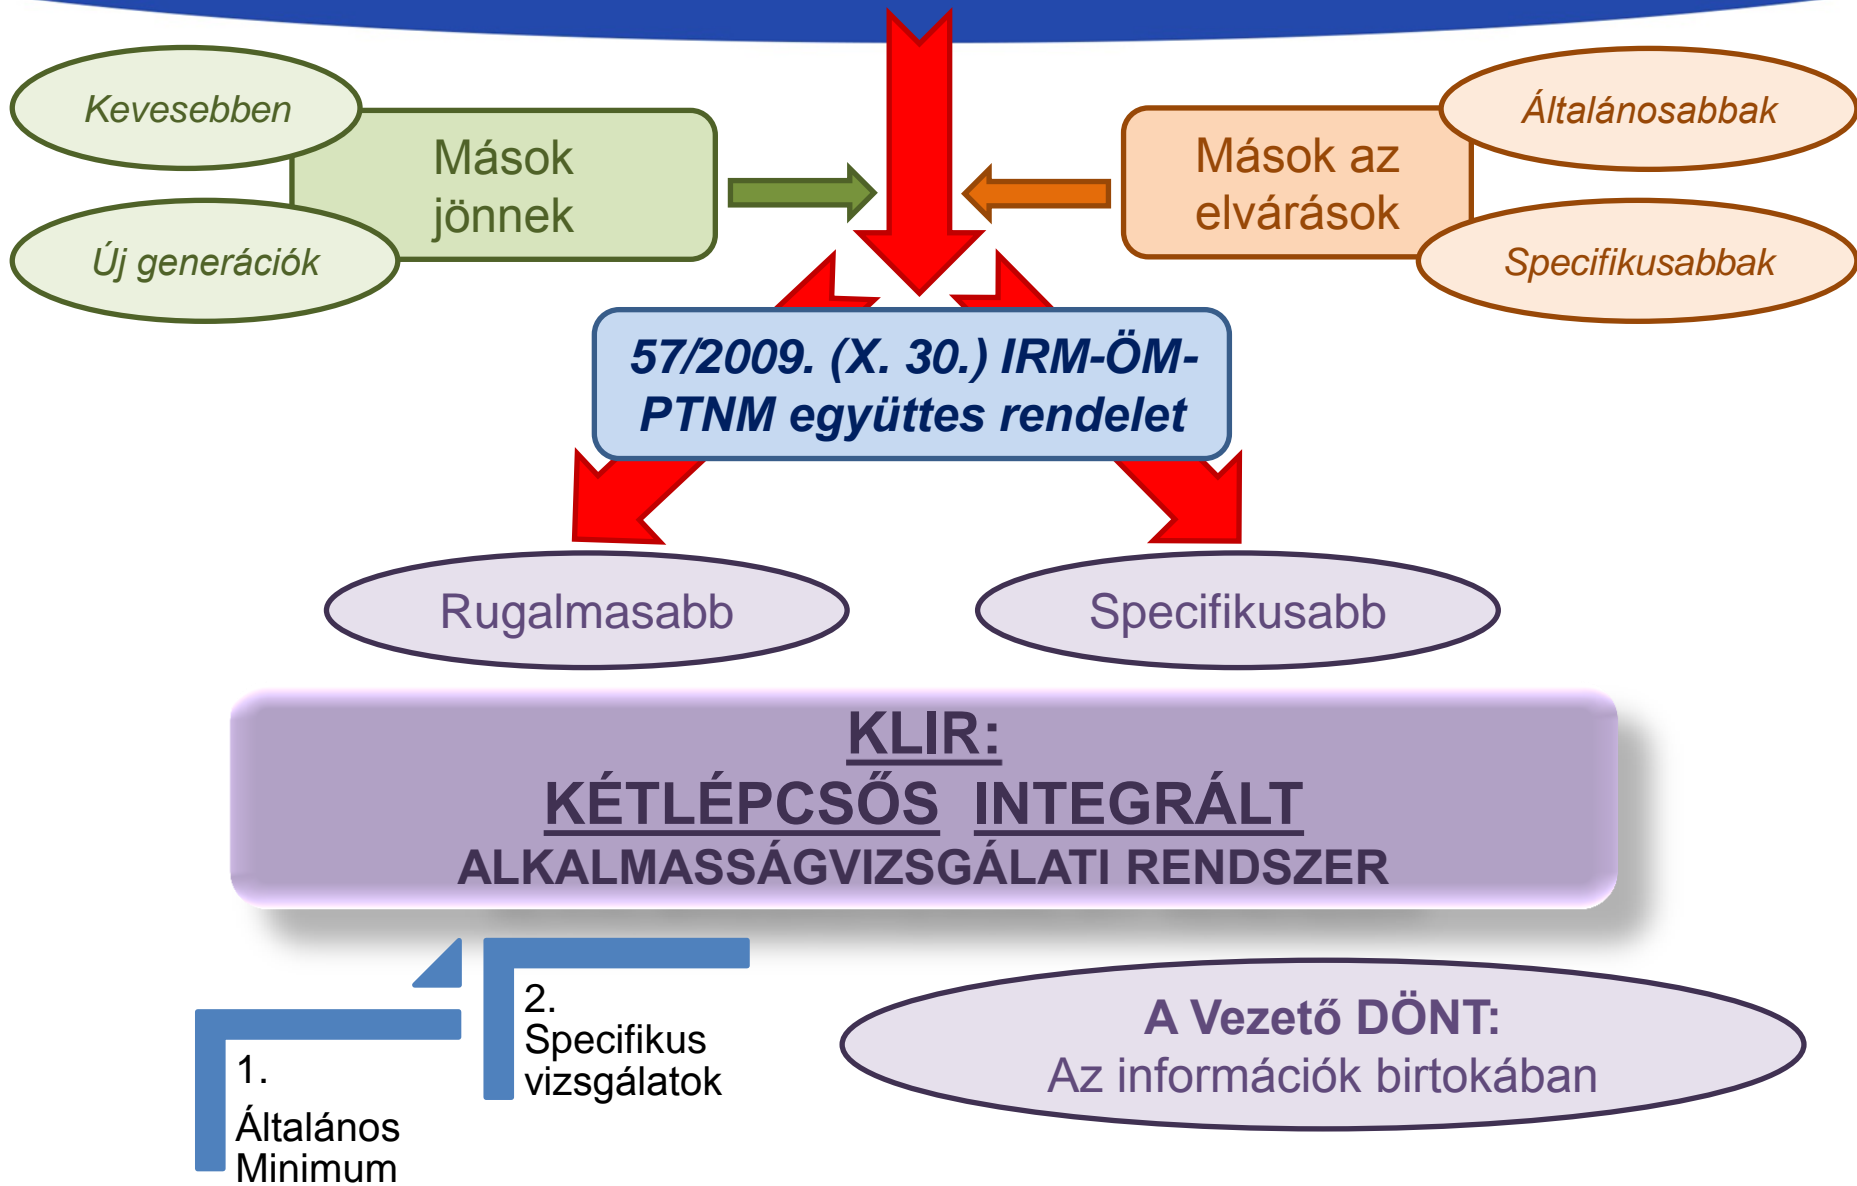 Kevesebben
Új generációk
Mások
jönnek
Mások az
elvárások
Általánosabbak
Specifikusabbak
57/2009. (X. 30.) IRM-ÖM-
PTNM együttes rendelet
Rugalmasabb
Specifikusabb
KLIR:
KÉTLÉPCSŐS INTEGRÁLT
ALKALMASSÁGVIZSGÁLATI RENDSZER
1.
Általános
Minimum
2.
Specifikus
vizsgálatok
A Vezető DÖNT:
Az információk birtokában